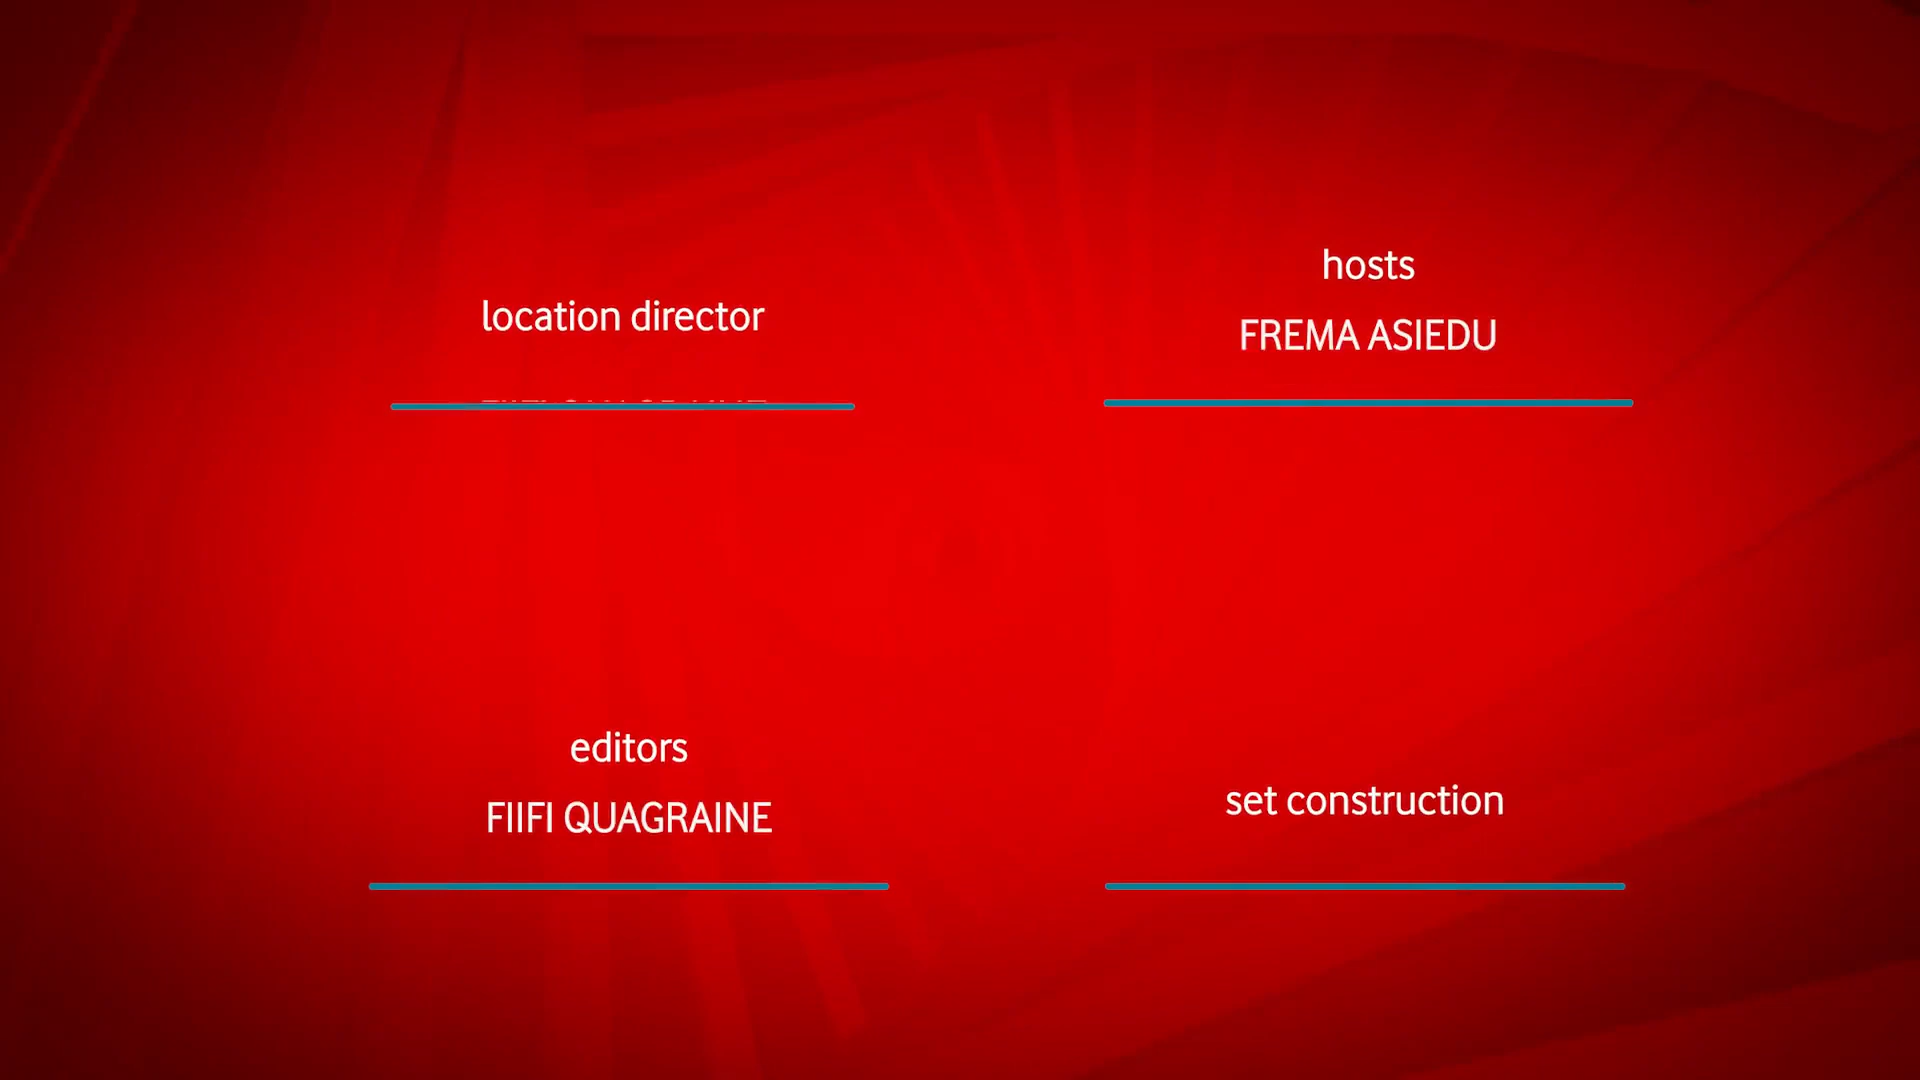 location director
hosts
FREMA ASIEDU
editors
FIIFI QUAGRAINE
set construction